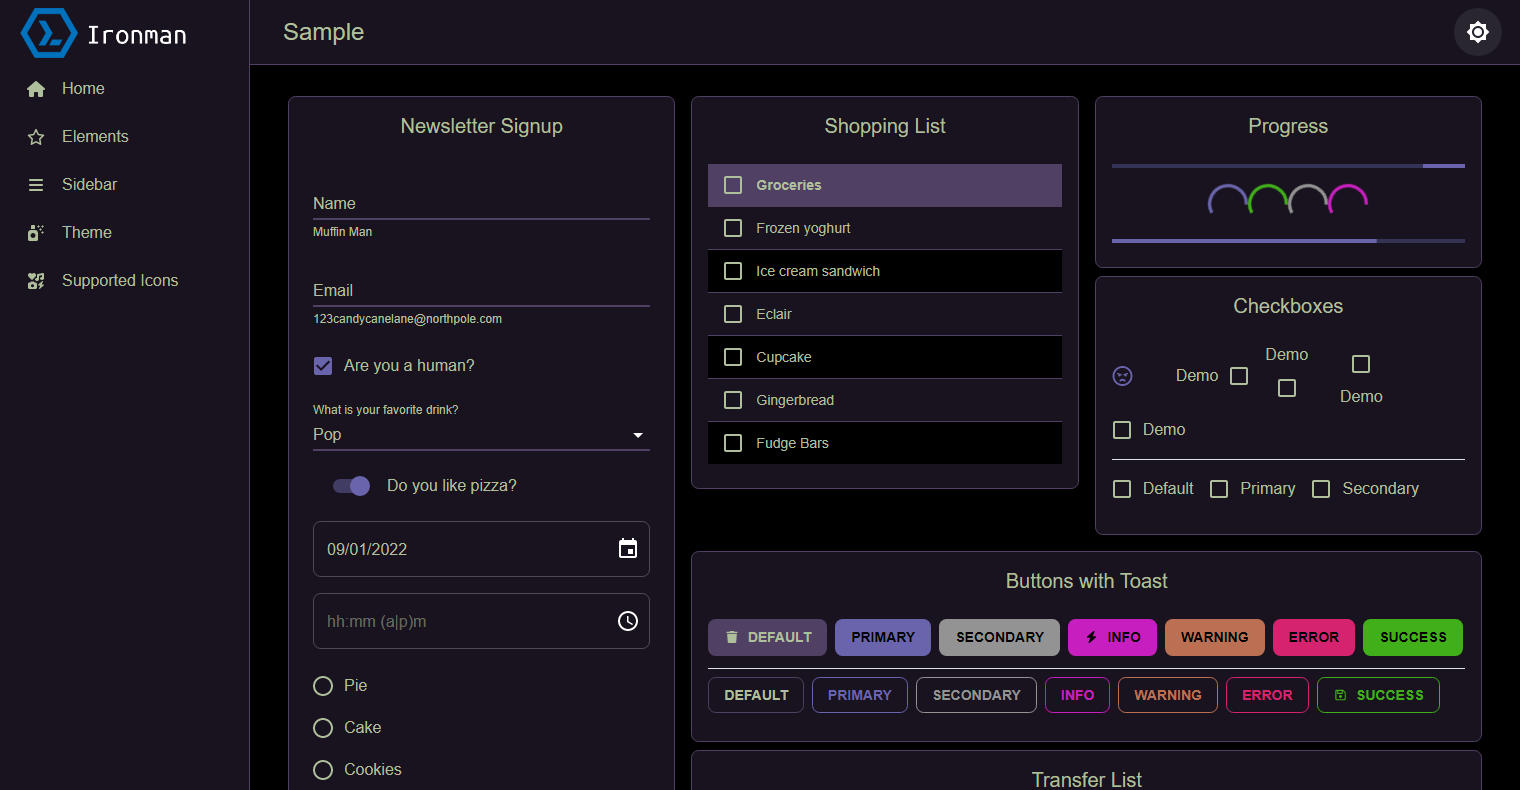 Ironman
Home
Elements
Sidebar
Theme
Supported Icons
Sample
Newsletter Signup
Name
Muffin Man
Email
123candycanelane@northpole.com
Are you a human?
What is your favorite drink?
Pop
Do you like pizza?
09/01/2022
hh:mm (a|p)m
Pie
Cake
Cookies
Shopping List
Groceries
Frozen yoghurt
Ice cream sandwich
Eclair
Cupcake
Gingerbread
Fudge Bars
Progress
Checkboxes
Demo
Demo
Demo
Demo
Default Primary Secondary
Buttons with Toast
DEFAULT PRIMARY SECONDARY INFO WARNING ERROR SUCCESS
DEFAULT PRIMARY SECONDARY INFO WARNING ERROR SUCCESS
Transfer List